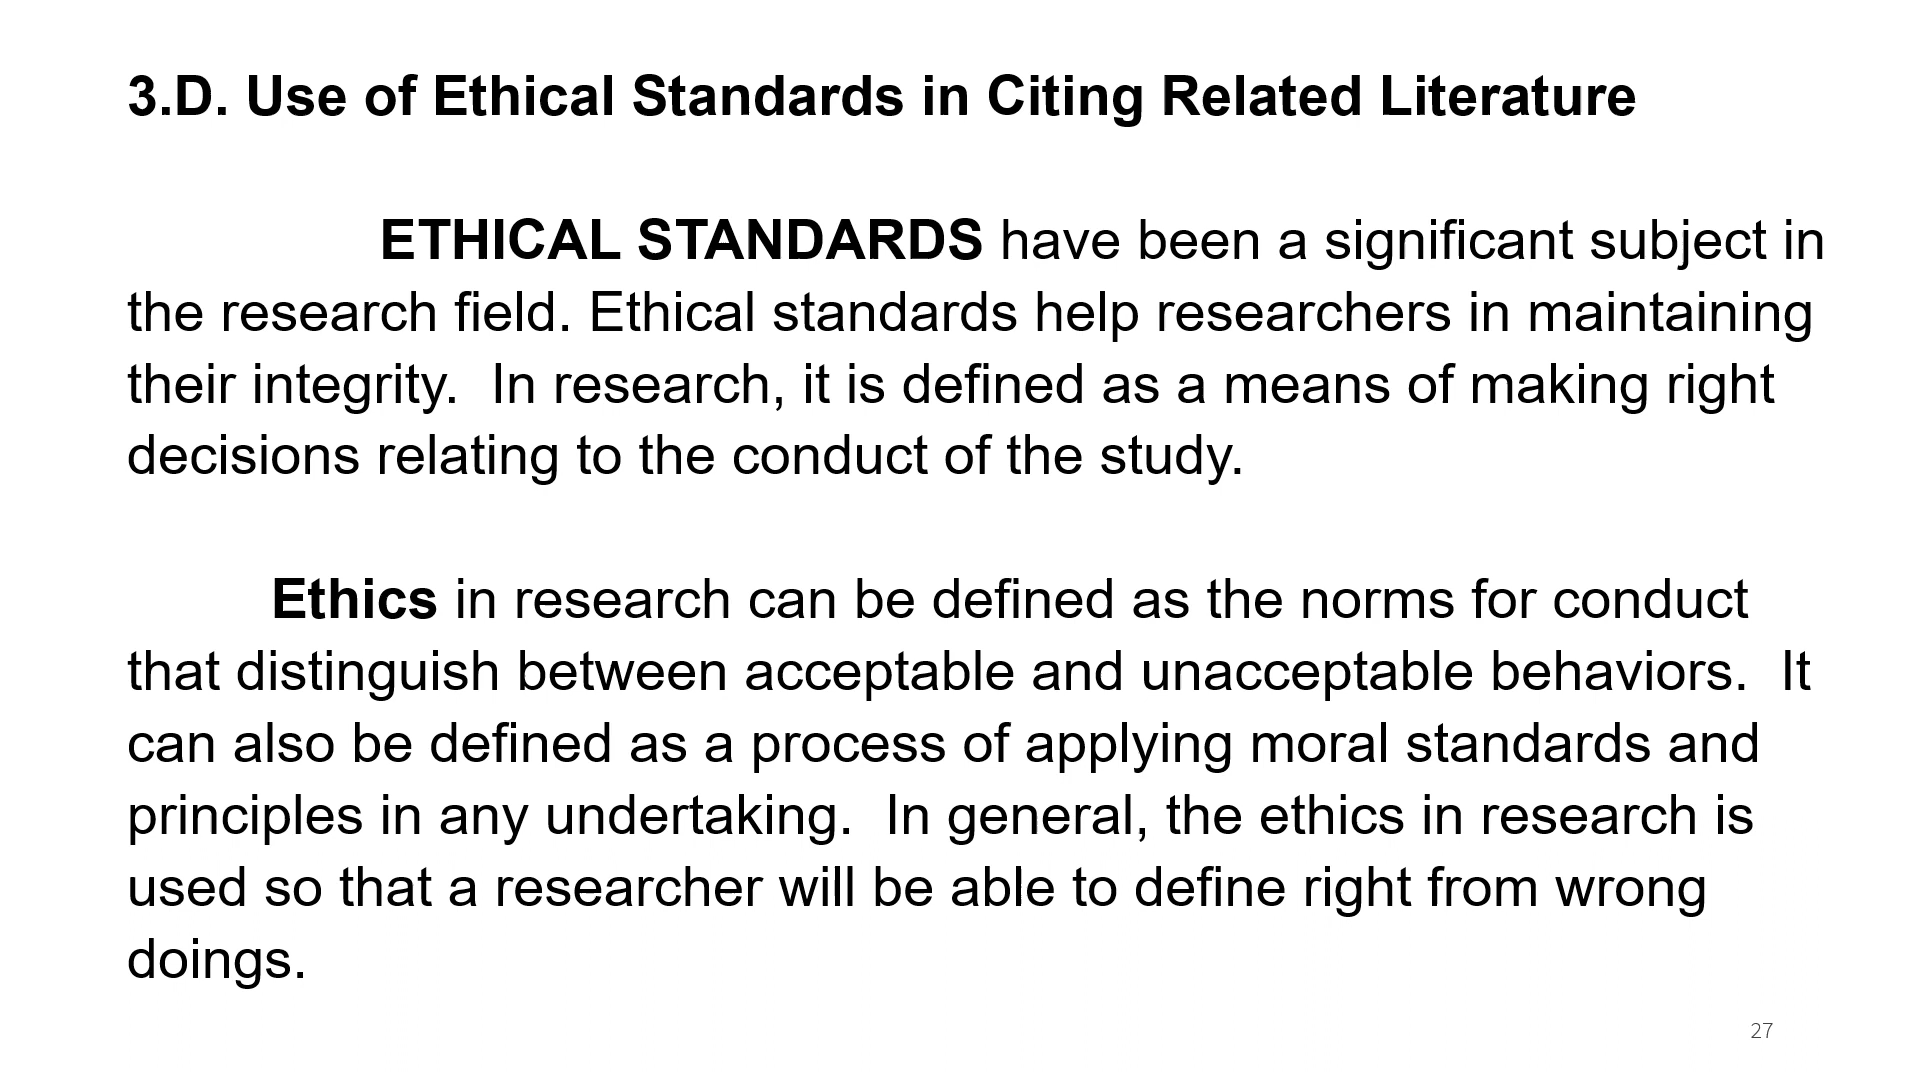 3.D. Use of Ethical Standards in Citing Related Literature
ETHICAL STANDARDS have been a significant subject in
the research field. Ethical standards help researchers in maintaining
their integrity.  In research, it is defined as a means of making right
decisions relating to the conduct of the study.
Ethics in research can be defined as the norms for conduct
that distinguish between acceptable and unacceptable behaviors.  It
can also be defined as a process of applying moral standards and
principles in any undertaking.  In general, the ethics in research is
used so that a researcher will be able to define right from wrong
doings.
27